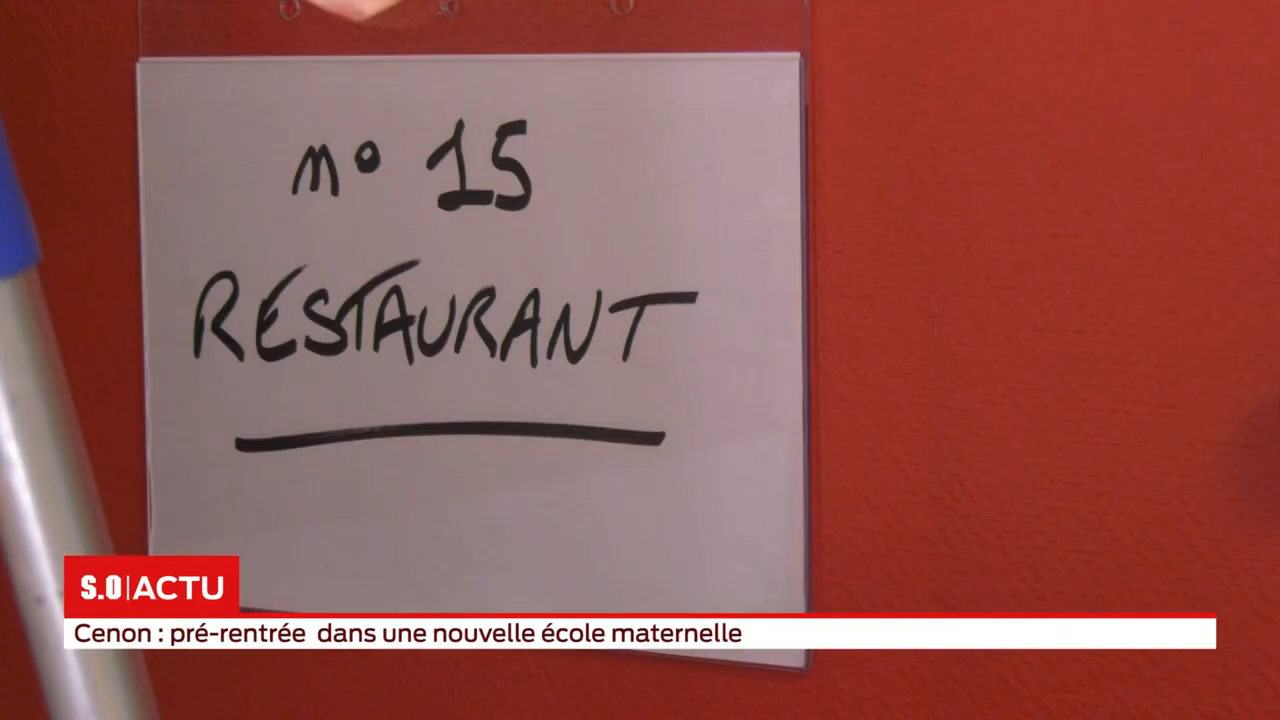 n° 15
RESTAURANT
S.O|ACTU
Cenon : pré-rentrée dans une nouvelle école maternelle